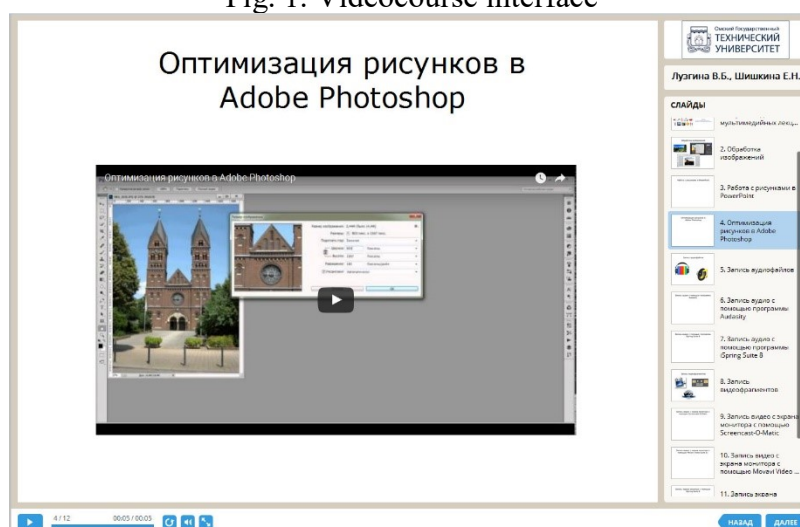 Fig. 1. Videocourse interface
Оптимизация рисунков в
Adobe Photoshop
Оптимизация рисунков в Adobe Photoshop
Омский Государственный
ТЕХНИЧЕСКИЙ
УНИВЕРСИТЕТ
Лузгина В.Б., Шишкина Е.Н.
СЛАЙДЫ
мультимедийных лекц...
2. Обработка
изображений
3. Работа с рисунками в
PowerPoint
4. Оптимизация
рисунков в Adobe
Photoshop
5. Запись аудиофайлов
6. Запись аудио с
помощью программы
Audasity
7. Запись аудио с
помощью программы
iSpring Suite 8
8. Запись
видеофрагментов
9. Запись видео с экрана
монитора с помощью
Screencast-O-Matic
10. Запись видео с
экрана монитора с
помощью Movavi Video ...
11. Запись экрана
4 / 12
00:05 / 00:05
НАЗАД
ДАЛЕЕ